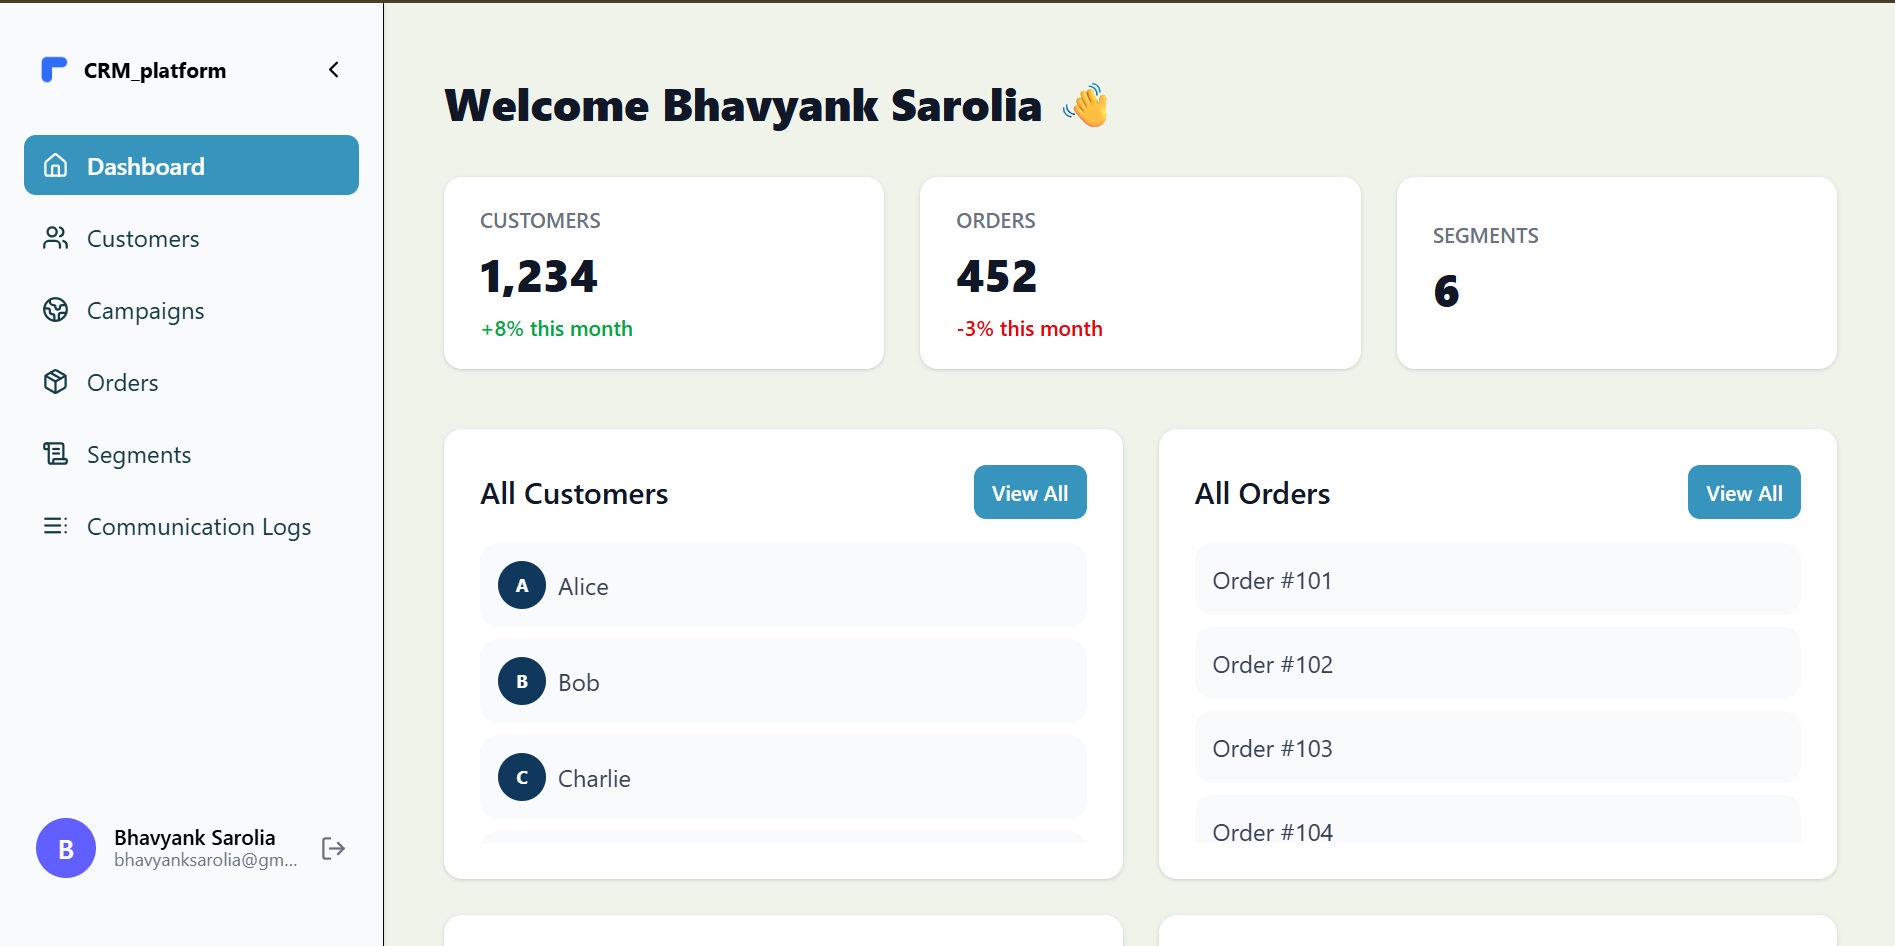 CRM_platform
Dashboard
Customers
Campaigns
Orders
Segments
Communication Logs
B
Bhavyank Sarolia
bhavyanksarolia@gm...
Welcome Bhavyank Sarolia 👋
CUSTOMERS
1,234
+8% this month
ORDERS
452
-3% this month
SEGMENTS
6
All Customers
View All
A Alice
B Bob
C Charlie
All Orders
View All
Order #101
Order #102
Order #103
Order #104